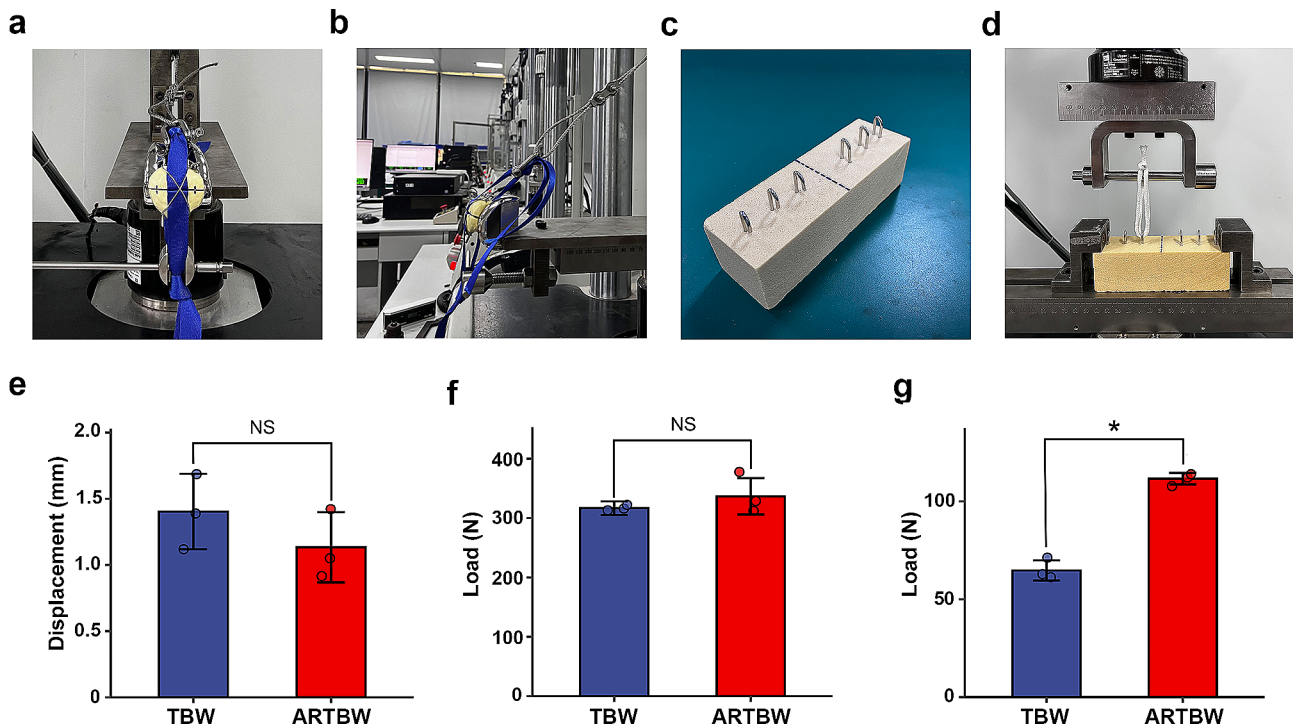 a
b
c
d
e
f
g
2.0
1.5
1.0
0.5
0
Displacement (mm)
NS
TBW
ARTBW
400
300
200
100
0
Load (N)
NS
TBW
ARTBW
100
50
0
Load (N)
*
TBW
ARTBW